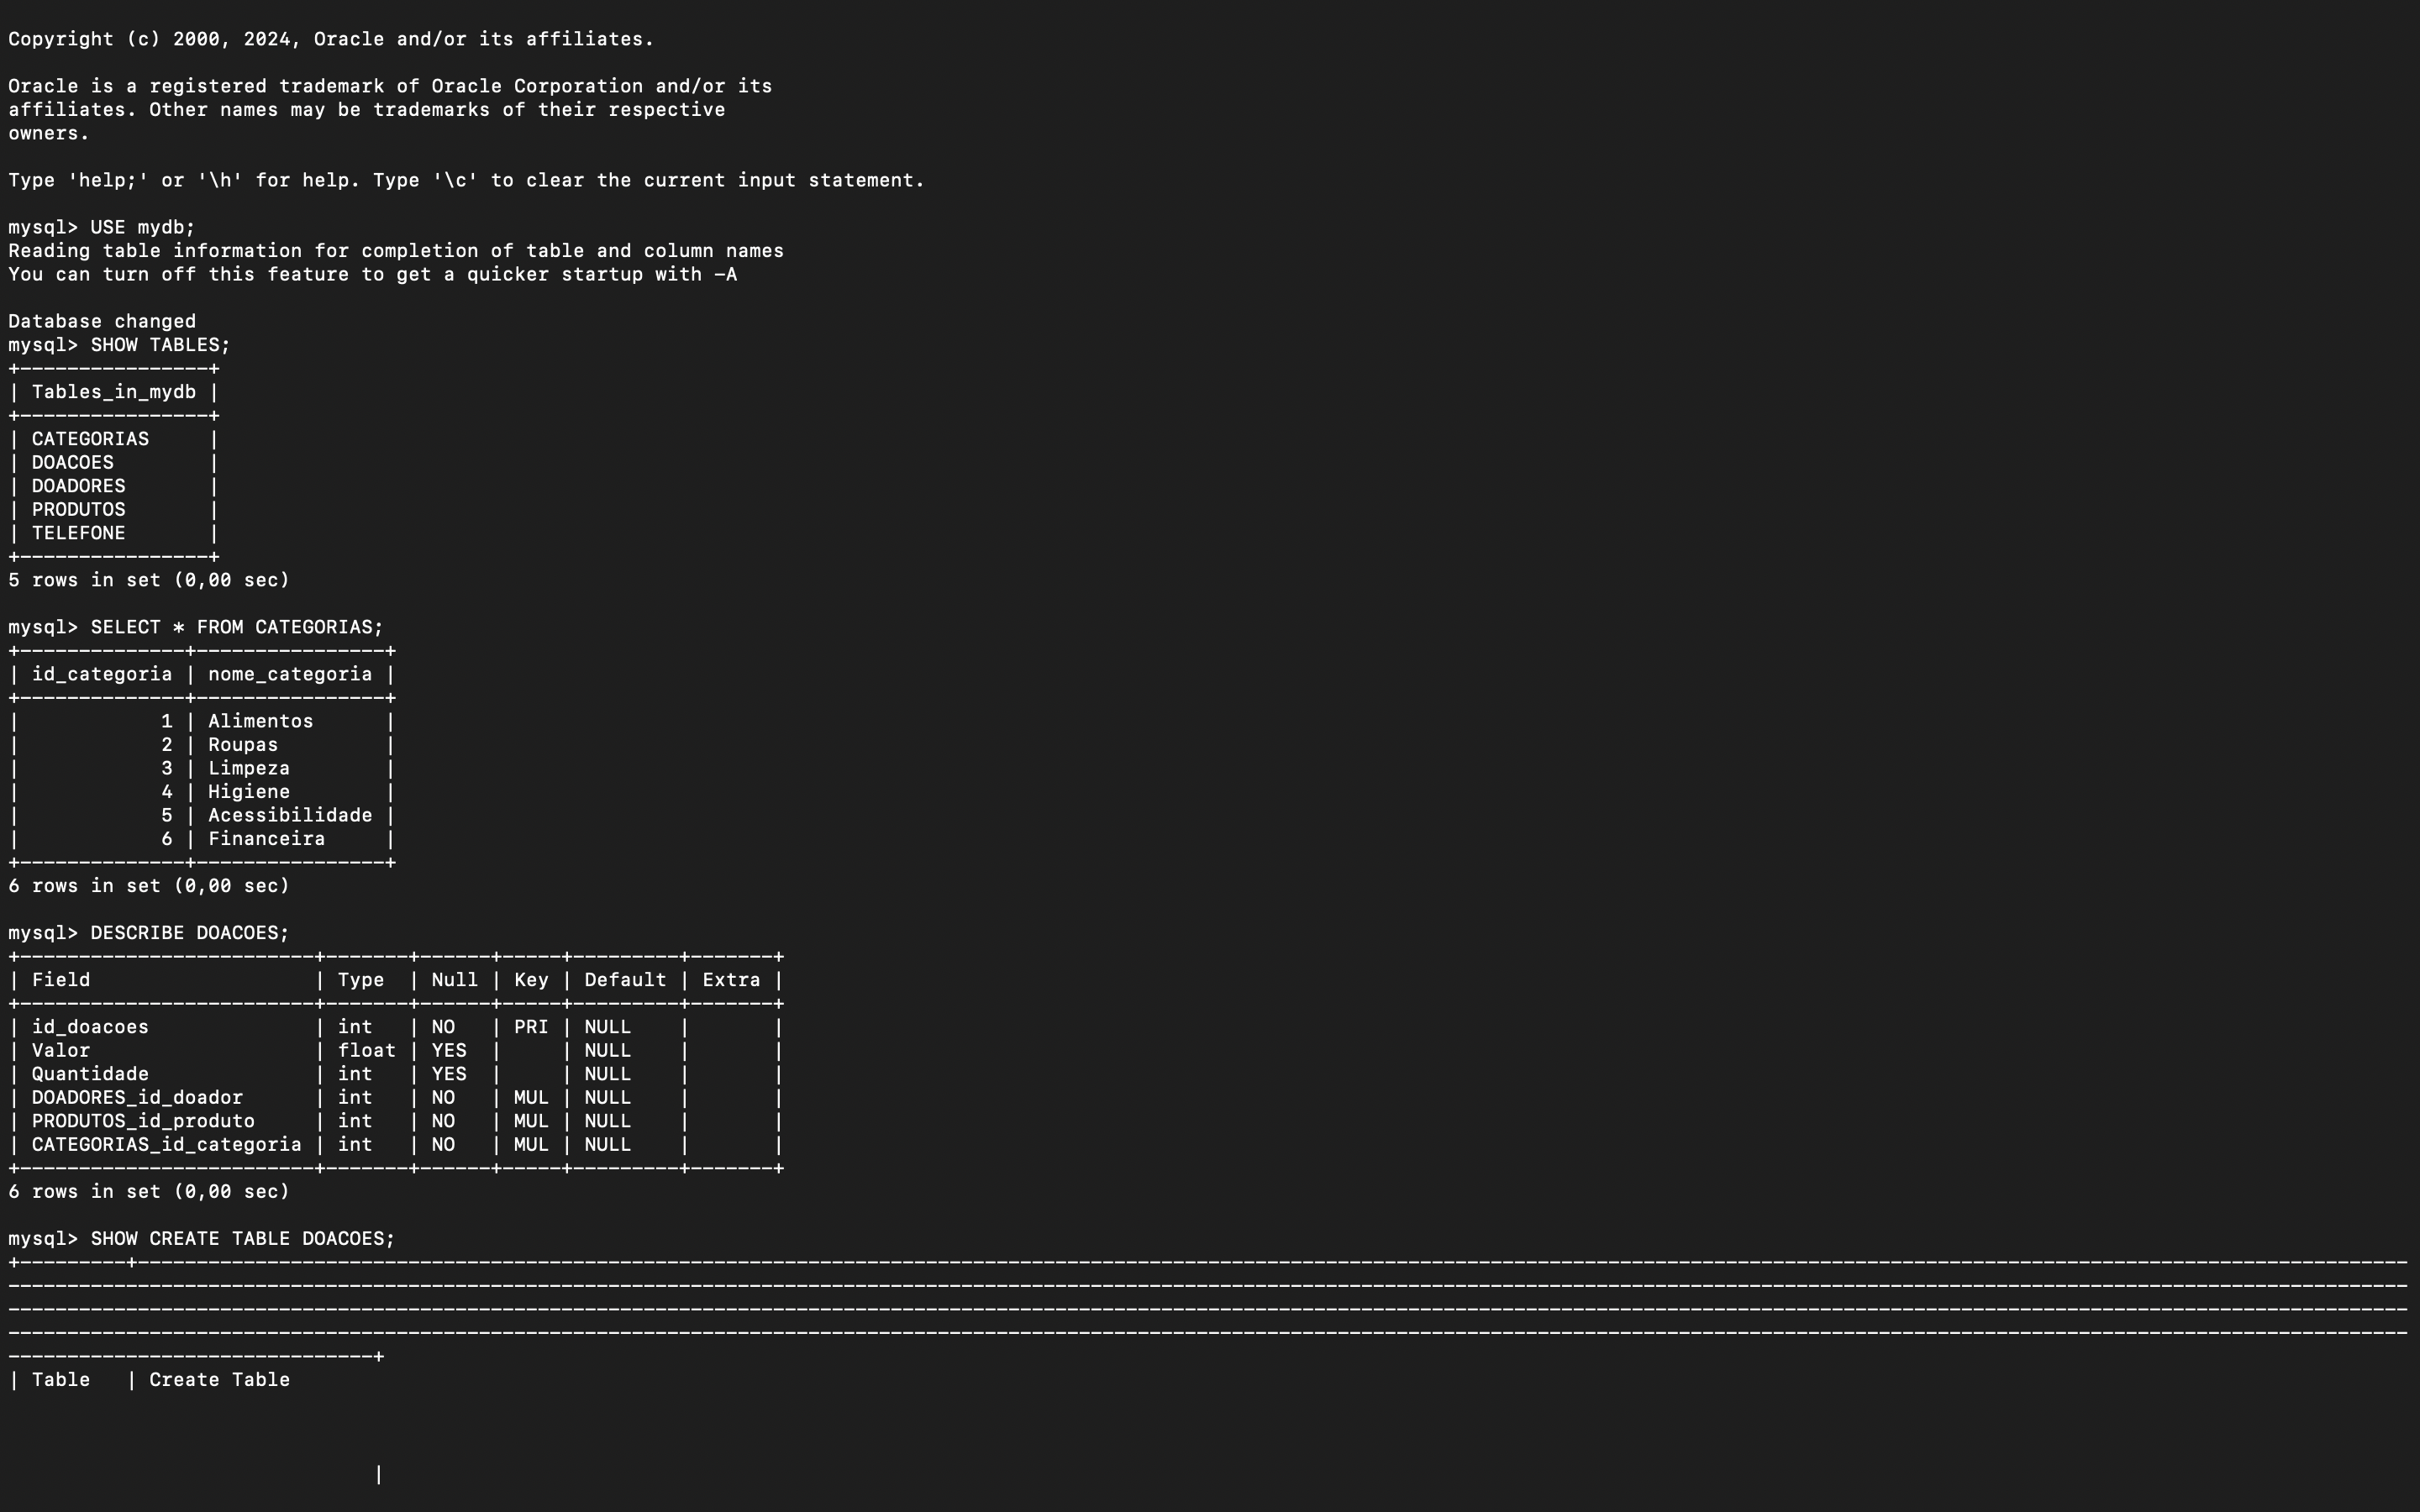 Copyright (c) 2000, 2024, Oracle and/or its affiliates.

Oracle is a registered trademark of Oracle Corporation and/or its
affiliates. Other names may be trademarks of their respective
owners.

Type 'help;' or '\h' for help. Type '\c' to clear the current input statement.

mysql> USE mydb;
Reading table information for completion of table and column names
You can turn off this feature to get a quicker startup with -A

Database changed
mysql> SHOW TABLES;
+----------------+
| Tables_in_mydb |
+----------------+
| CATEGORIAS     |
| DOACOES        |
| DOADORES       |
| PRODUTOS       |
| TELEFONE       |
+----------------+
5 rows in set (0,00 sec)

mysql> SELECT * FROM CATEGORIAS;
+--------------+----------------+
| id_categoria | nome_categoria |
+--------------+----------------+
|            1 | Alimentos      |
|            2 | Roupas         |
|            3 | Limpeza        |
|            4 | Higiene        |
|            5 | Acessibilidade |
|            6 | Financeira     |
+--------------+----------------+
6 rows in set (0,00 sec)

mysql> DESCRIBE DOACOES;
+-------------------------+-------+------+-----+---------+-------+
| Field                   | Type  | Null | Key | Default | Extra |
+-------------------------+-------+------+-----+---------+-------+
| id_doacoes              | int   | NO   | PRI | NULL    |       |
| Valor                   | float | YES  |     | NULL    |       |
| Quantidade              | int   | YES  |     | NULL    |       |
| DOADORES_id_doador      | int   | NO   | MUL | NULL    |       |
| PRODUTOS_id_produto     | int   | NO   | MUL | NULL    |       |
| CATEGORIAS_id_categoria | int   | NO   | MUL | NULL    |       |
+-------------------------+-------+------+-----+---------+-------+
6 rows in set (0,00 sec)

mysql> SHOW CREATE TABLE DOACOES;
| Table   | Create Table
|